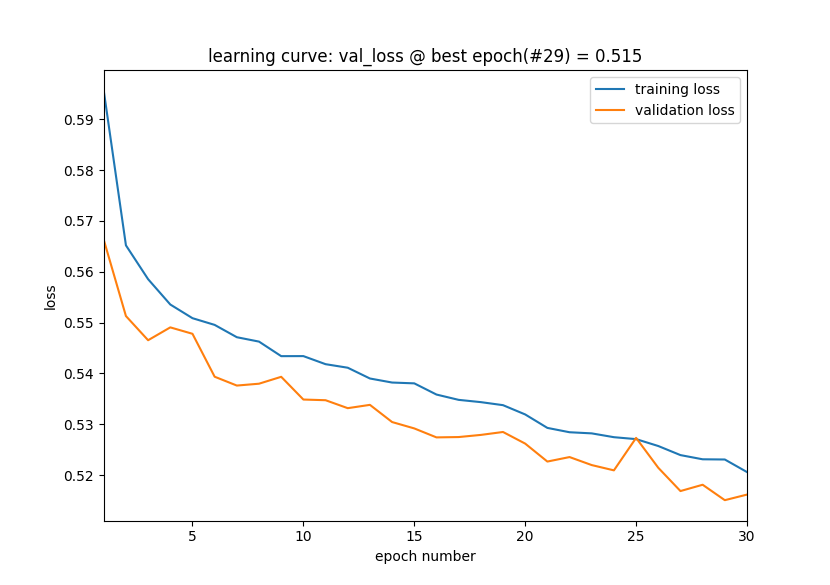 learning curve: val_loss @ best epoch(#29) = 0.515
training loss
validation loss
0.59
0.58
0.57
0.56
0.55
0.54
0.53
0.52
loss
5
10
15
20
25
30
epoch number